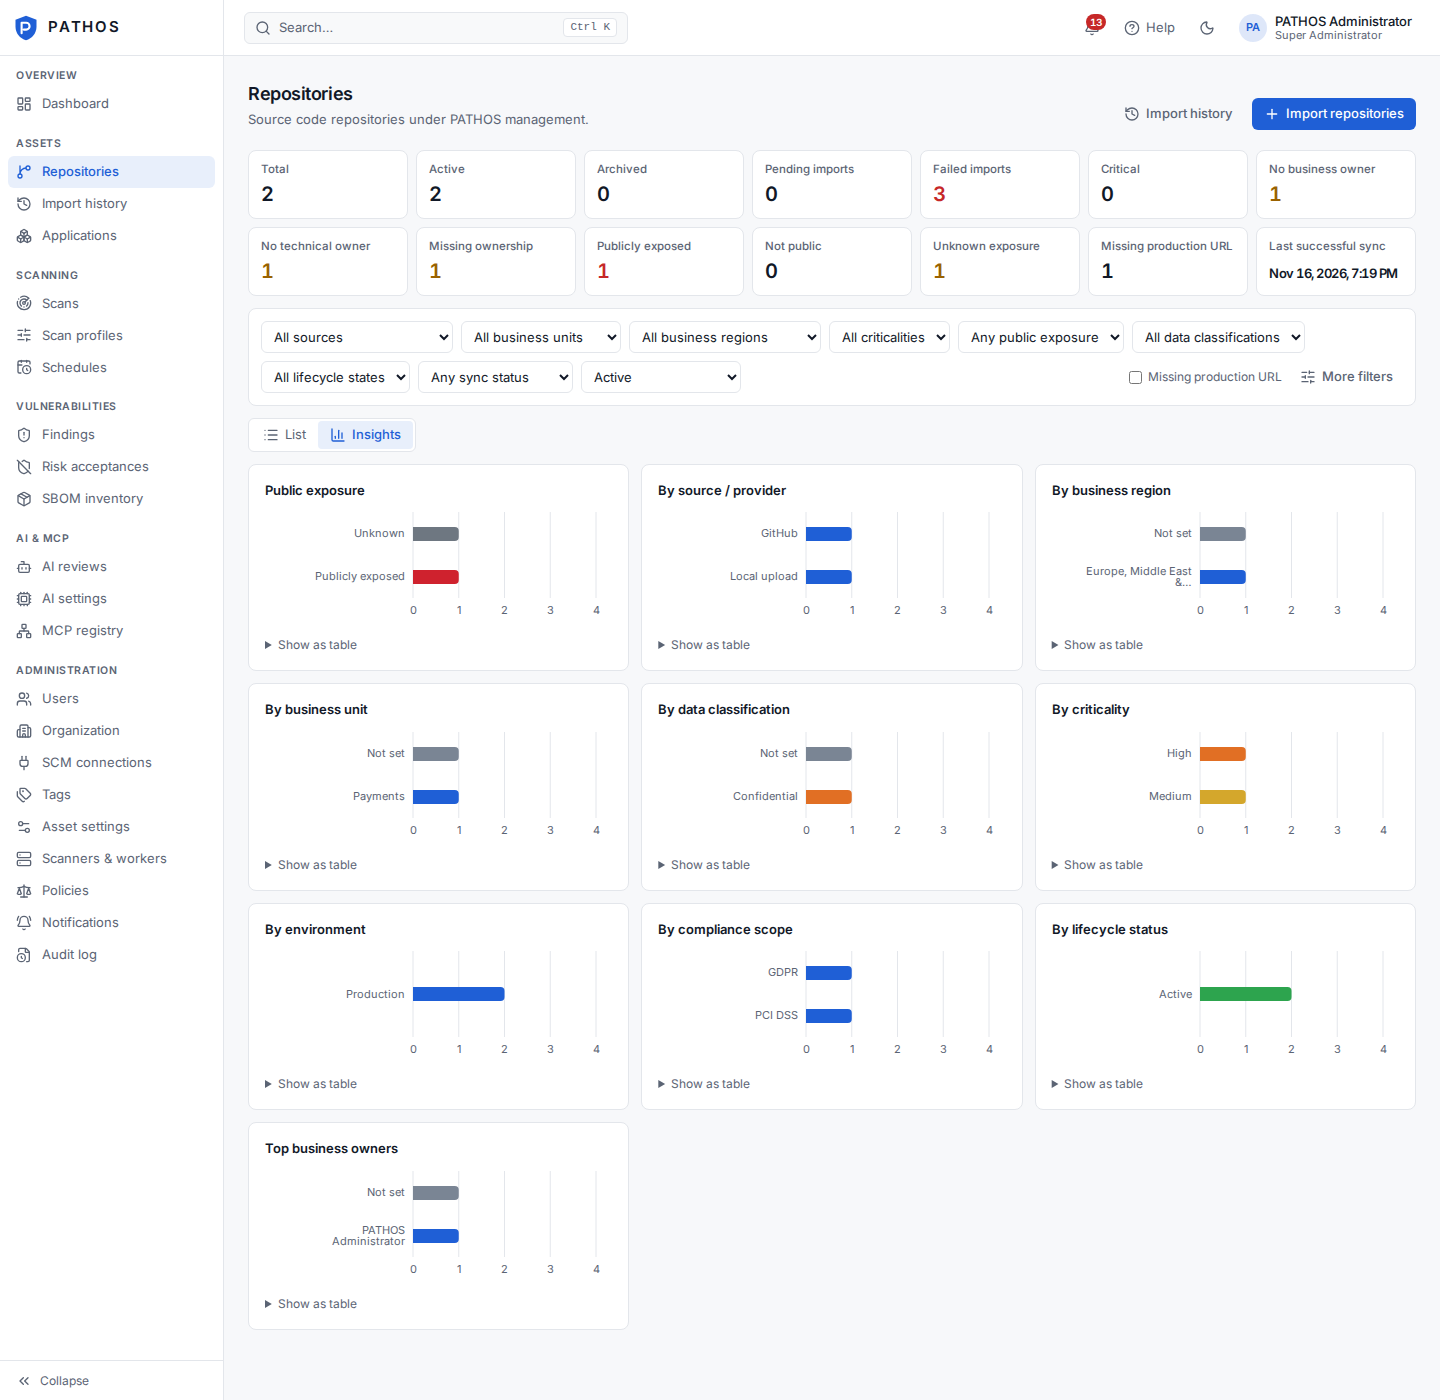 PATHOS
Search...
Ctrl K
13
Help
PA
PATHOS Administrator
Super Administrator
OVERVIEW
Dashboard
ASSETS
Repositories
Import history
Applications
SCANNING
Scans
Scan profiles
Schedules
VULNERABILITIES
Findings
Risk acceptances
SBOM inventory
AI & MCP
AI reviews
AI settings
MCP registry
ADMINISTRATION
Users
Organization
SCM connections
Tags
Asset settings
Scanners & workers
Policies
Notifications
Audit log
Collapse
Repositories
Source code repositories under PATHOS management.
Import history
Import repositories
Total
2
Active
2
Archived
0
Pending imports
0
Failed imports
3
Critical
0
No business owner
1
No technical owner
1
Missing ownership
1
Publicly exposed
1
Not public
0
Unknown exposure
1
Missing production URL
1
Last successful sync
Nov 16, 2026, 7:19 PM
All sources
All business units
All business regions
All criticalities
Any public exposure
All data classifications
All lifecycle states
Any sync status
Active
Missing production URL
More filters
List
Insights
Public exposure
Unknown
Publicly exposed
0 1 2 3 4
Show as table
By source / provider
GitHub
Local upload
0 1 2 3 4
Show as table
By business region
Not set
Europe, Middle East
&...
0 1 2 3 4
Show as table
By business unit
Not set
Payments
0 1 2 3 4
Show as table
By data classification
Not set
Confidential
0 1 2 3 4
Show as table
By criticality
High
Medium
0 1 2 3 4
Show as table
By environment
Production
0 1 2 3 4
Show as table
By compliance scope
GDPR
PCI DSS
0 1 2 3 4
Show as table
By lifecycle status
Active
0 1 2 3 4
Show as table
Top business owners
Not set
PATHOS
Administrator
0 1 2 3 4
Show as table